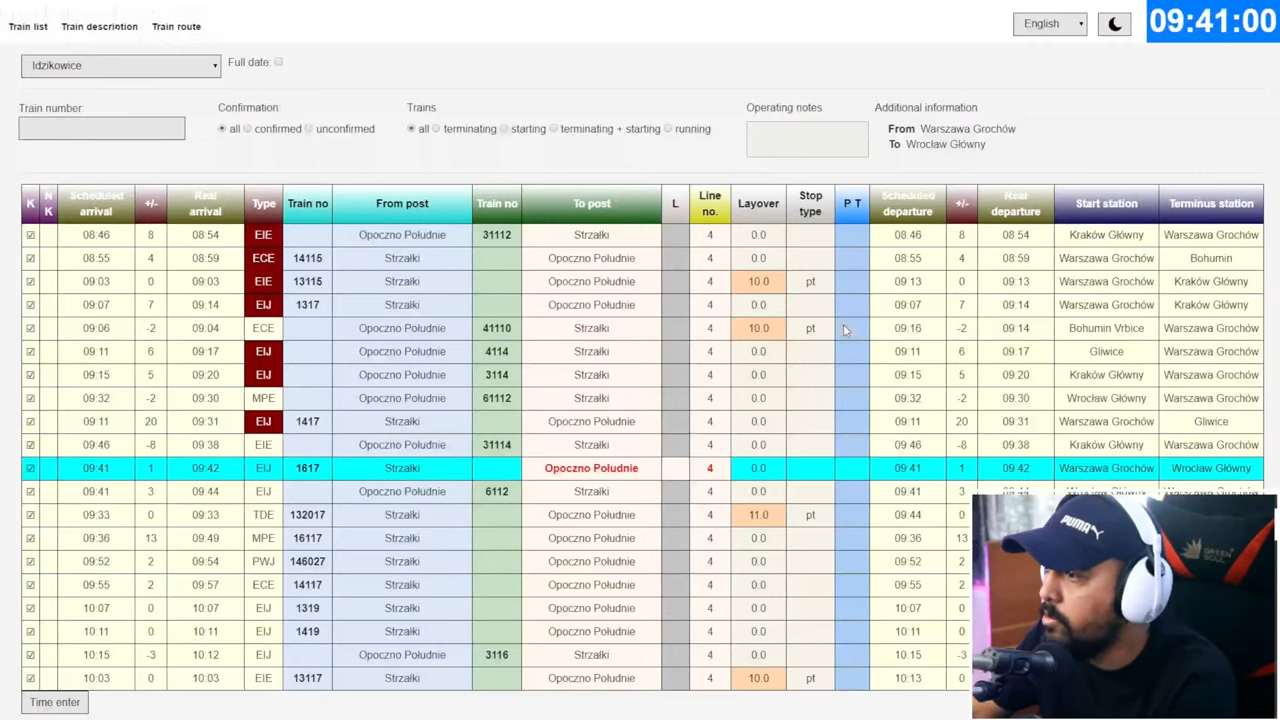 Train list Train description Train route English 09:41:00
Idzikowice Full date:
Train number: Confirmation: Trains Operating notes Additional information
all confirmed unconfirmed all terminating starting terminating + starting running From Warszawa Grochów
To Wrocław Główny
K N K Scheduled arrival +/- Real arrival Type Train no From post Train no To post L Line no. Layover Stop type P T Scheduled departure +/- Real departure Start station Terminus station
08:46 8 08:54 EIE Opoczno Południe 31112 Strzałki 4 0.0 08:46 8 08:54 Kraków Główny Warszawa Grochów
08:55 4 08:59 ECE 14115 Strzałki Opoczno Południe 4 0.0 08:55 4 08:59 Warszawa Grochów Bohumin
09:03 0 09:03 EIE 13115 Strzałki Opoczno Południe 4 10.0 pt 09:13 0 09:13 Warszawa Grochów Kraków Główny
09:07 7 09:14 EIJ 1317 Strzałki Opoczno Południe 4 0.0 09:07 7 09:14 Warszawa Grochów Kraków Główny
09:06 -2 09:04 ECE Opoczno Południe 41110 Strzałki 4 10.0 pt 09:16 -2 09:14 Bohumin Vrbice Warszawa Grochów
09:11 6 09:17 EIJ Opoczno Południe 4114 Strzałki 4 0.0 09:11 6 09:17 Gliwice Warszawa Grochów
09:15 5 09:20 EIJ Opoczno Południe 3114 Strzałki 4 0.0 09:15 5 09:20 Kraków Główny Warszawa Grochów
09:32 -2 09:30 MPE Opoczno Południe 61112 Strzałki 4 0.0 09:32 -2 09:30 Wrocław Główny Warszawa Grochów
09:11 20 09:31 EIJ 1417 Strzałki Opoczno Południe 4 0.0 09:11 20 09:31 Warszawa Grochów Gliwice
09:46 -8 09:38 EIE Opoczno Południe 31114 Strzałki 4 0.0 09:46 -8 09:38 Kraków Główny Warszawa Grochów
09:41 1 09:42 EIJ 1617 Strzałki Opoczno Południe 4 0.0 09:41 1 09:42 Warszawa Grochów Wrocław Główny
09:41 3 09:44 EIJ Opoczno Południe 6112 Strzałki 4 0.0 09:41 3
09:33 0 09:33 TDE 132017 Strzałki Opoczno Południe 4 11.0 pt 09:44 0
09:36 13 09:49 MPE 16117 Strzałki Opoczno Południe 4 0.0 09:36 13
09:52 2 09:54 PWJ 146027 Strzałki Opoczno Południe 4 0.0 09:52 2
09:55 2 09:57 ECE 14117 Strzałki Opoczno Południe 4 0.0 09:55 2
10:07 0 10:07 EIJ 1319 Strzałki Opoczno Południe 4 0.0 10:07 0
10:11 0 10:11 EIJ 1419 Strzałki Opoczno Południe 4 0.0 10:11 0
10:15 -3 10:12 EIJ Opoczno Południe 3116 Strzałki 4 0.0 10:15 -3
10:03 0 10:03 EIE 13117 Strzałki Opoczno Południe 4 10.0 pt 10:13 0
Time enter
PUMA
GREEN SOUL